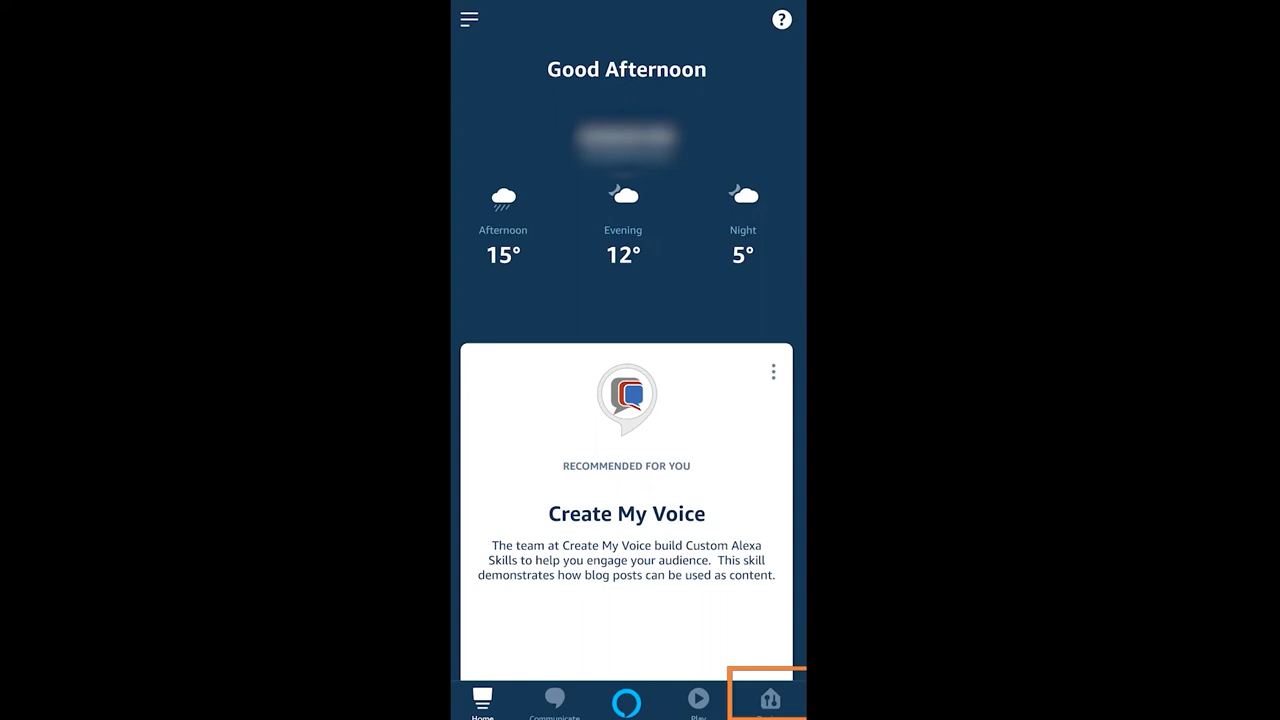 ?
Good Afternoon
Afternoon Evening Night
15° 12° 5°
RECOMMENDED FOR YOU
Create My Voice
The team at Create My Voice build Custom Alexa
Skills to help you engage your audience. This skill
demonstrates how blog posts can be used as content.
Home Communicate Play